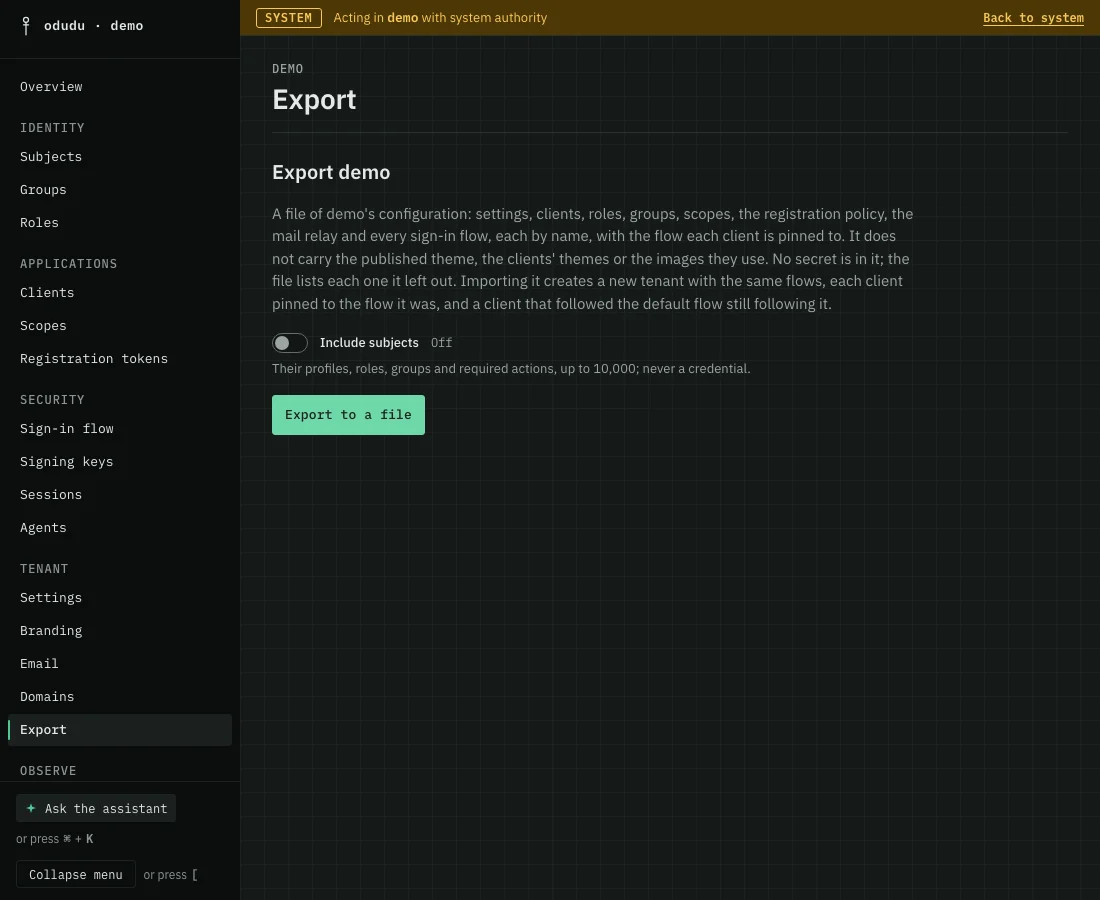 odudu · demo
SYSTEM Acting in demo with system authority Back to system
Overview
IDENTITY
Subjects
Groups
Roles
APPLICATIONS
Clients
Scopes
Registration tokens
SECURITY
Sign-in flow
Signing keys
Sessions
Agents
TENANT
Settings
Branding
Email
Domains
Export
OBSERVE
Ask the assistant
or press ⌘ + K
Collapse menu or press [
DEMO
Export
Export demo
A file of demo's configuration: settings, clients, roles, groups, scopes, the registration policy, the
mail relay and every sign-in flow, each by name, with the flow each client is pinned to. It does
not carry the published theme, the clients' themes or the images they use. No secret is in it; the
file lists each one it left out. Importing it creates a new tenant with the same flows, each client
pinned to the flow it was, and a client that followed the default flow still following it.
Include subjects Off
Their profiles, roles, groups and required actions, up to 10,000; never a credential.
Export to a file